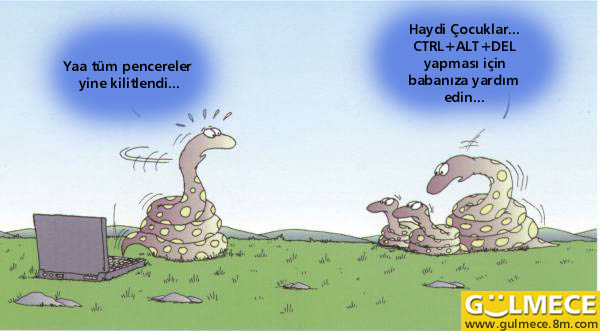 Yaa tüm pencereler
yine kilitlendi...
Haydi Çocuklar...
CTRL+ALT+DEL
yapması için
babanıza yardım
edin...
GÜLMECE
www.gulmece.8m.com